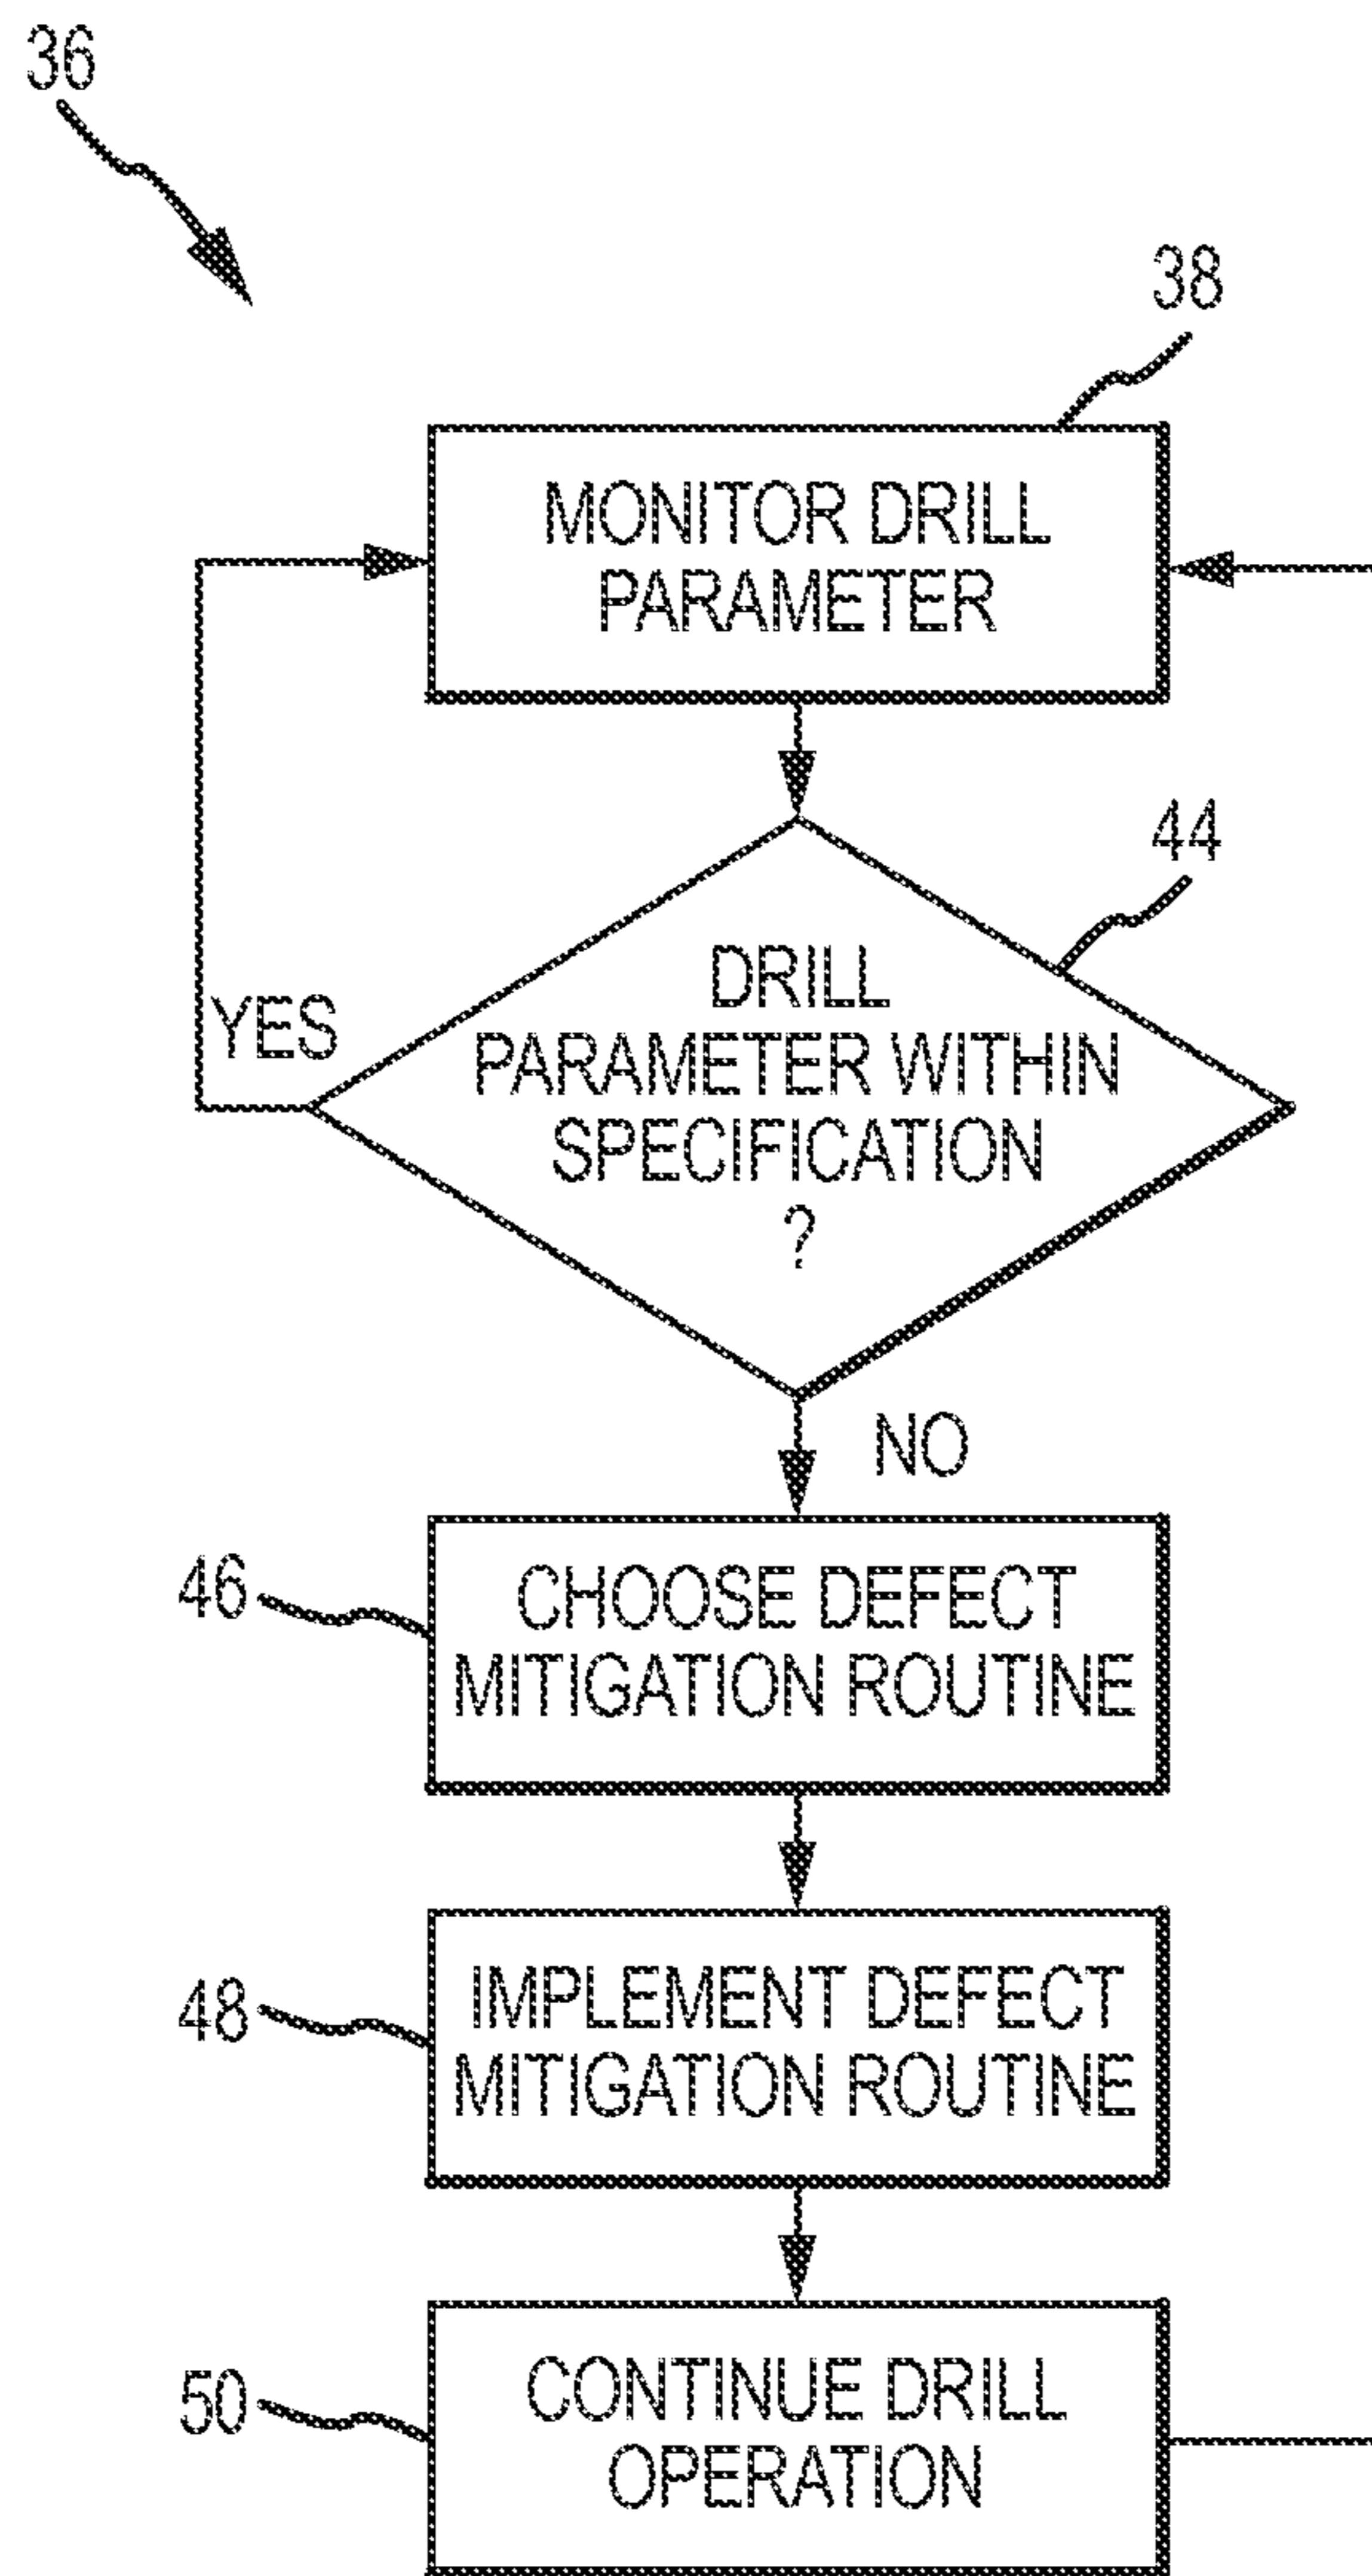 36
38
MONITOR DRILL
PARAMETER
44
DRILL
PARAMETER WITHIN
SPECIFICATION
?
YES
NO
46
CHOOSE DEFECT
MITIGATION ROUTINE
48
IMPLEMENT DEFECT
MITIGATION ROUTINE
50
CONTINUE DRILL
OPERATION